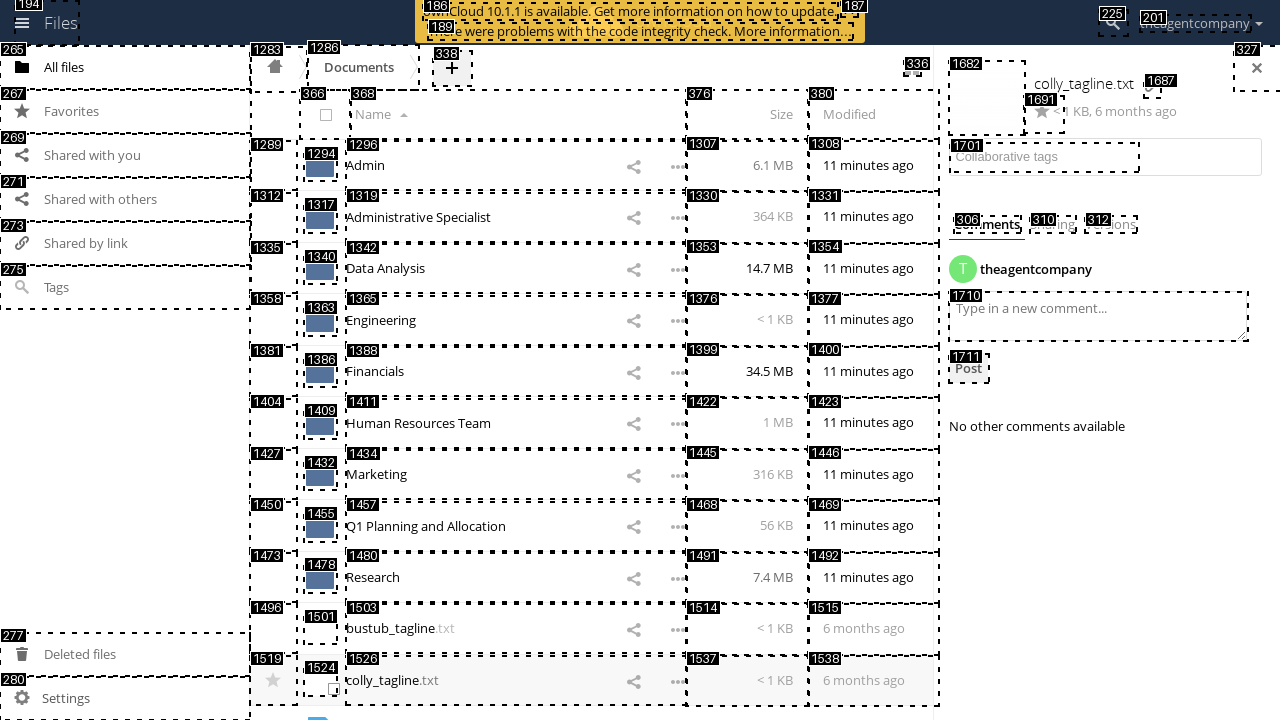 194
Files
186
ownCloud 10.1.1 is available. Get more information on how to update.
187
189
There were problems with the code integrity check. More information…
225
201
theagentcompany
265
All files
267
Favorites
269
Shared with you
271
Shared with others
273
Shared by link
275
Tags
277
Deleted files
280
Settings
1283
1286
Documents
338
+
336
366
368
Name
376
Size
380
Modified
1289
1294
1296
Admin
1307
6.1 MB
1308
11 minutes ago
1312
1317
1319
Administrative Specialist
1330
364 KB
1331
11 minutes ago
1335
1340
1342
Data Analysis
1353
14.7 MB
1354
11 minutes ago
1358
1363
1365
Engineering
1376
< 1 KB
1377
11 minutes ago
1381
1386
1388
Financials
1399
34.5 MB
1400
11 minutes ago
1404
1409
1411
Human Resources Team
1422
1 MB
1423
11 minutes ago
1427
1432
1434
Marketing
1445
316 KB
1446
11 minutes ago
1450
1455
1457
Q1 Planning and Allocation
1468
56 KB
1469
11 minutes ago
1473
1478
1480
Research
1491
7.4 MB
1492
11 minutes ago
1496
1501
1503
bustub_tagline.txt
1514
< 1 KB
1515
6 months ago
1519
1524
1526
colly_tagline.txt
1537
< 1 KB
1538
6 months ago
327
1682
colly_tagline.txt
1687
1691
< 1 KB, 6 months ago
1701
Collaborative tags
306
Comments
310
Sharing
312
Versions
T
theagentcompany
1710
Type in a new comment...
1711
Post
No other comments available